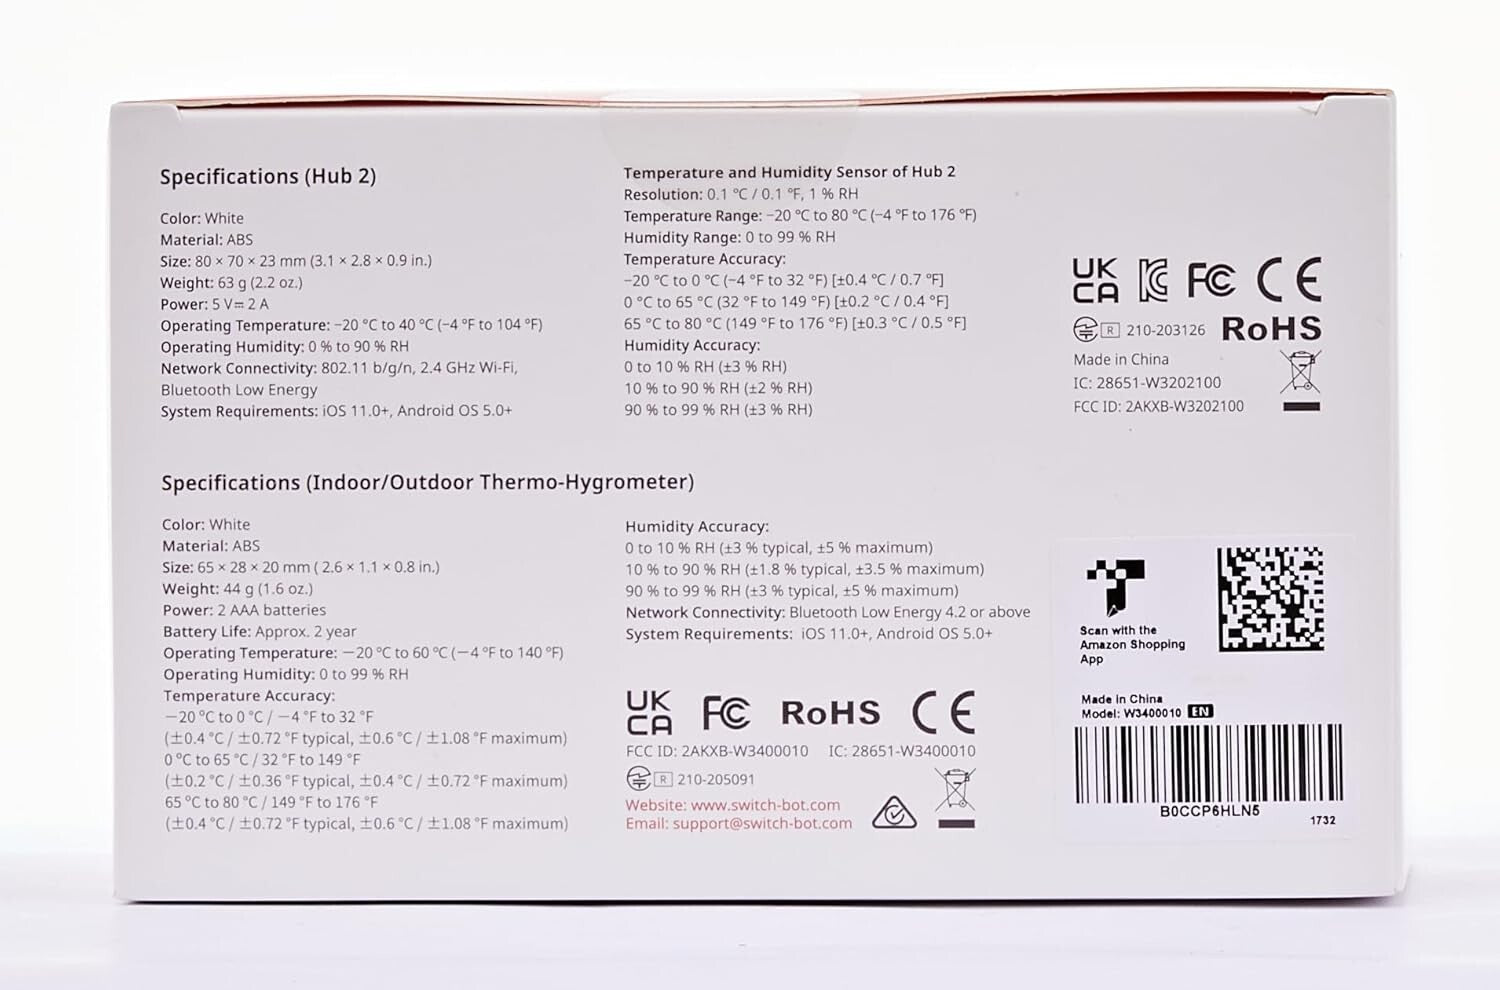 Specifications (Hub 2)
Color: White
Material: ABS
Size: 80 × 70 × 23 mm (3.1 × 2.8 × 0.9 in.)
Weight: 63 g (2.2 oz.)
Power: 5 V⎓ 2 A
Operating Temperature: −20 ℃ to 40 ℃ (−4 ℉ to 104 ℉)
Operating Humidity: 0 % to 90 % RH
Network Connectivity: 802.11 b/g/n, 2.4 GHz Wi-Fi,
Bluetooth Low Energy
System Requirements: iOS 11.0+, Android OS 5.0+
Temperature and Humidity Sensor of Hub 2
Resolution: 0.1 ℃ / 0.1 ℉, 1 % RH
Temperature Range: −20 ℃ to 80 ℃ (−4 ℉ to 176 ℉)
Humidity Range: 0 to 99 % RH
Temperature Accuracy:
−20 ℃ to 0 ℃ (−4 ℉ to 32 ℉) [±0.4 ℃ / 0.7 ℉]
0 ℃ to 65 ℃ (32 ℉ to 149 ℉) [±0.2 ℃ / 0.4 ℉]
65 ℃ to 80 ℃ (149 ℉ to 176 ℉) [±0.3 ℃ / 0.5 ℉]
Humidity Accuracy:
0 to 10 % RH (±3 % RH)
10 % to 90 % RH (±2 % RH)
90 % to 99 % RH (±3 % RH)
UK CA KC FC CE
R 210-203126 RoHS
Made in China
IC: 28651-W3202100
FCC ID: 2AKXB-W3202100
Specifications (Indoor/Outdoor Thermo-Hygrometer)
Color: White
Material: ABS
Size: 65 × 28 × 20 mm ( 2.6 × 1.1 × 0.8 in.)
Weight: 44 g (1.6 oz.)
Power: 2 AAA batteries
Battery Life: Approx. 2 year
Operating Temperature: −20 ℃ to 60 ℃ (−4 ℉ to 140 ℉)
Operating Humidity: 0 to 99 % RH
Temperature Accuracy:
−20 ℃ to 0 ℃ / −4 ℉ to 32 ℉
(±0.4 ℃ / ±0.72 ℉ typical, ±0.6 ℃ / ±1.08 ℉ maximum)
0 ℃ to 65 ℃ / 32 ℉ to 149 ℉
(±0.2 ℃ / ±0.36 ℉ typical, ±0.4 ℃ / ±0.72 ℉ maximum)
65 ℃ to 80 ℃ / 149 ℉ to 176 ℉
(±0.4 ℃ / ±0.72 ℉ typical, ±0.6 ℃ / ±1.08 ℉ maximum)
Humidity Accuracy:
0 to 10 % RH (±3 % typical, ±5 % maximum)
10 % to 90 % RH (±1.8 % typical, ±3.5 % maximum)
90 % to 99 % RH (±3 % typical, ±5 % maximum)
Network Connectivity: Bluetooth Low Energy 4.2 or above
System Requirements: iOS 11.0+, Android OS 5.0+
UK CA FC RoHS CE
FCC ID: 2AKXB-W3400010 IC: 28651-W3400010
R 210-205091
Website: www.switch-bot.com
Email: support@switch-bot.com
Scan with the
Amazon Shopping
App
Made in China
Model: W3400010 EN
B0CCP6HLN5
1732